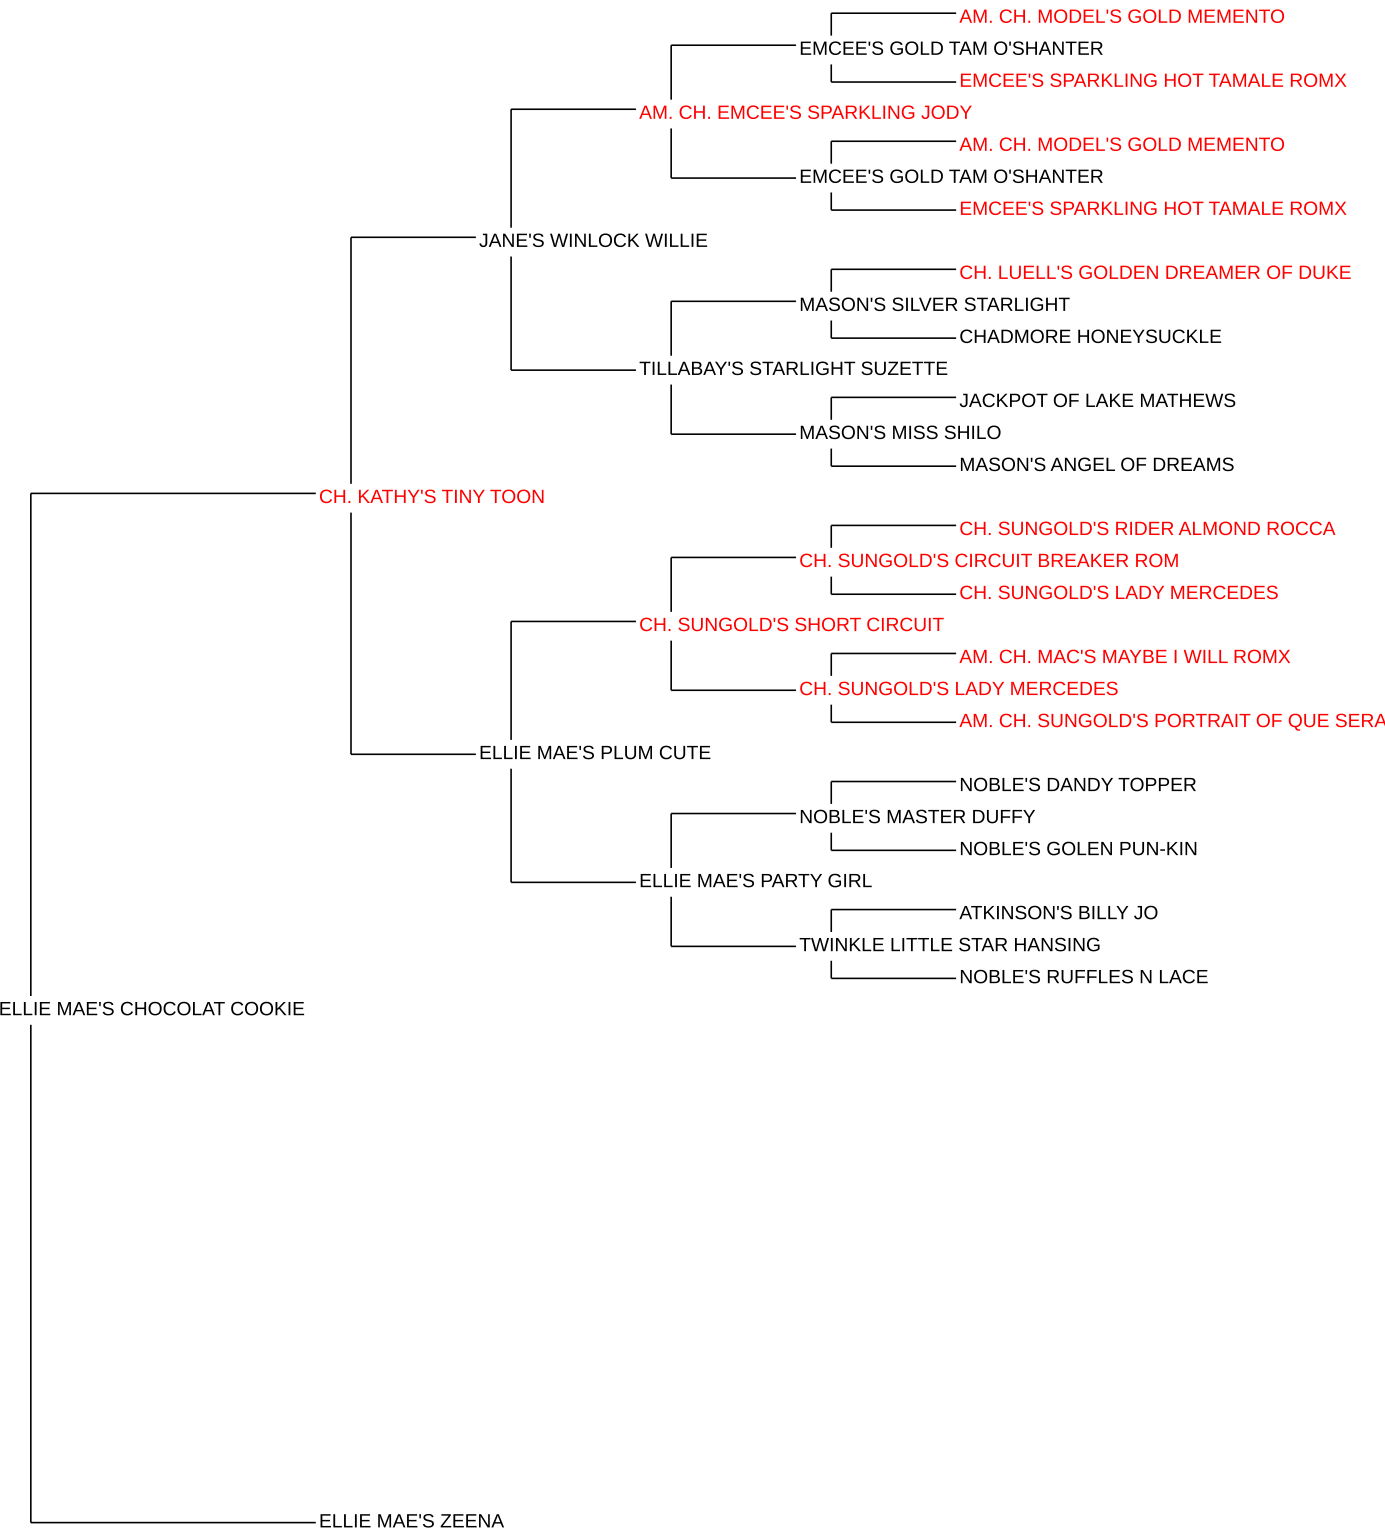 AM. CH. MODEL'S GOLD MEMENTO
EMCEE'S GOLD TAM O'SHANTER
EMCEE'S SPARKLING HOT TAMALE ROMX
AM. CH. EMCEE'S SPARKLING JODY
AM. CH. MODEL'S GOLD MEMENTO
EMCEE'S GOLD TAM O'SHANTER
EMCEE'S SPARKLING HOT TAMALE ROMX
JANE'S WINLOCK WILLIE
CH. LUELL'S GOLDEN DREAMER OF DUKE
MASON'S SILVER STARLIGHT
CHADMORE HONEYSUCKLE
TILLABAY'S STARLIGHT SUZETTE
JACKPOT OF LAKE MATHEWS
MASON'S MISS SHILO
MASON'S ANGEL OF DREAMS
CH. KATHY'S TINY TOON
CH. SUNGOLD'S RIDER ALMOND ROCCA
CH. SUNGOLD'S CIRCUIT BREAKER ROM
CH. SUNGOLD'S LADY MERCEDES
CH. SUNGOLD'S SHORT CIRCUIT
AM. CH. MAC'S MAYBE I WILL ROMX
CH. SUNGOLD'S LADY MERCEDES
AM. CH. SUNGOLD'S PORTRAIT OF QUE SERA
ELLIE MAE'S PLUM CUTE
NOBLE'S DANDY TOPPER
NOBLE'S MASTER DUFFY
NOBLE'S GOLEN PUN-KIN
ELLIE MAE'S PARTY GIRL
ATKINSON'S BILLY JO
TWINKLE LITTLE STAR HANSING
NOBLE'S RUFFLES N LACE
ELLIE MAE'S CHOCOLAT COOKIE
ELLIE MAE'S ZEENA